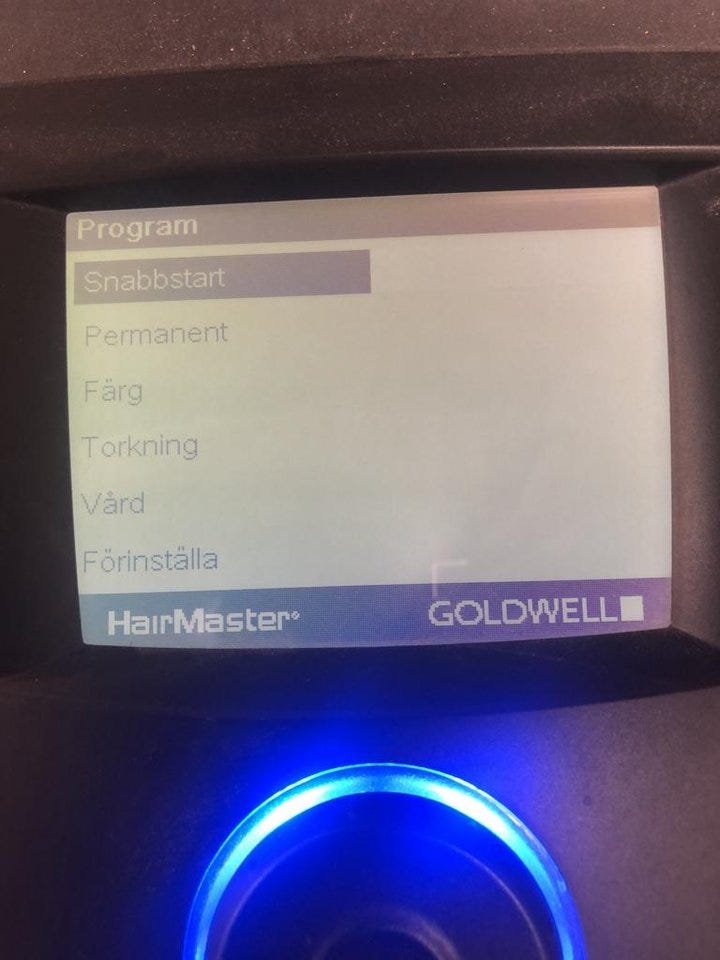 Program
Snabbstart
Permanent
Färg
Torkning
Vård
Förinställa
HairMaster® GOLDWELL